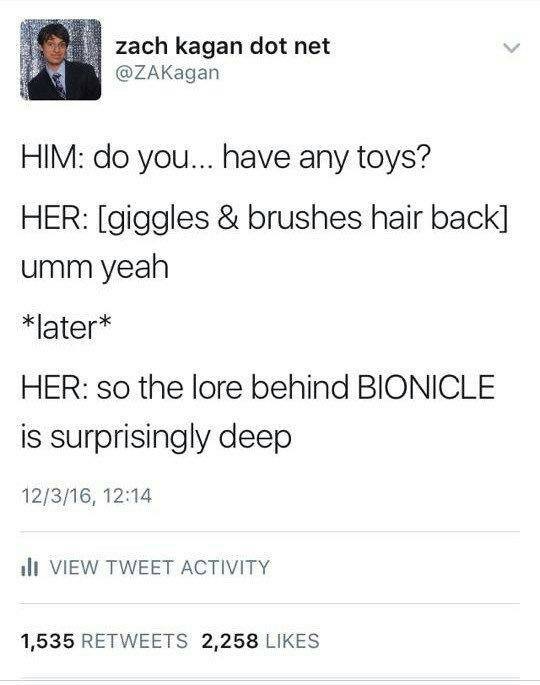 zach kagan dot net
@ZAKagan
HIM: do you... have any toys?
HER: [giggles & brushes hair back]
umm yeah
*later*
HER: so the lore behind BIONICLE
is surprisingly deep
12/3/16, 12:14
VIEW TWEET ACTIVITY
1,535 RETWEETS 2,258 LIKES